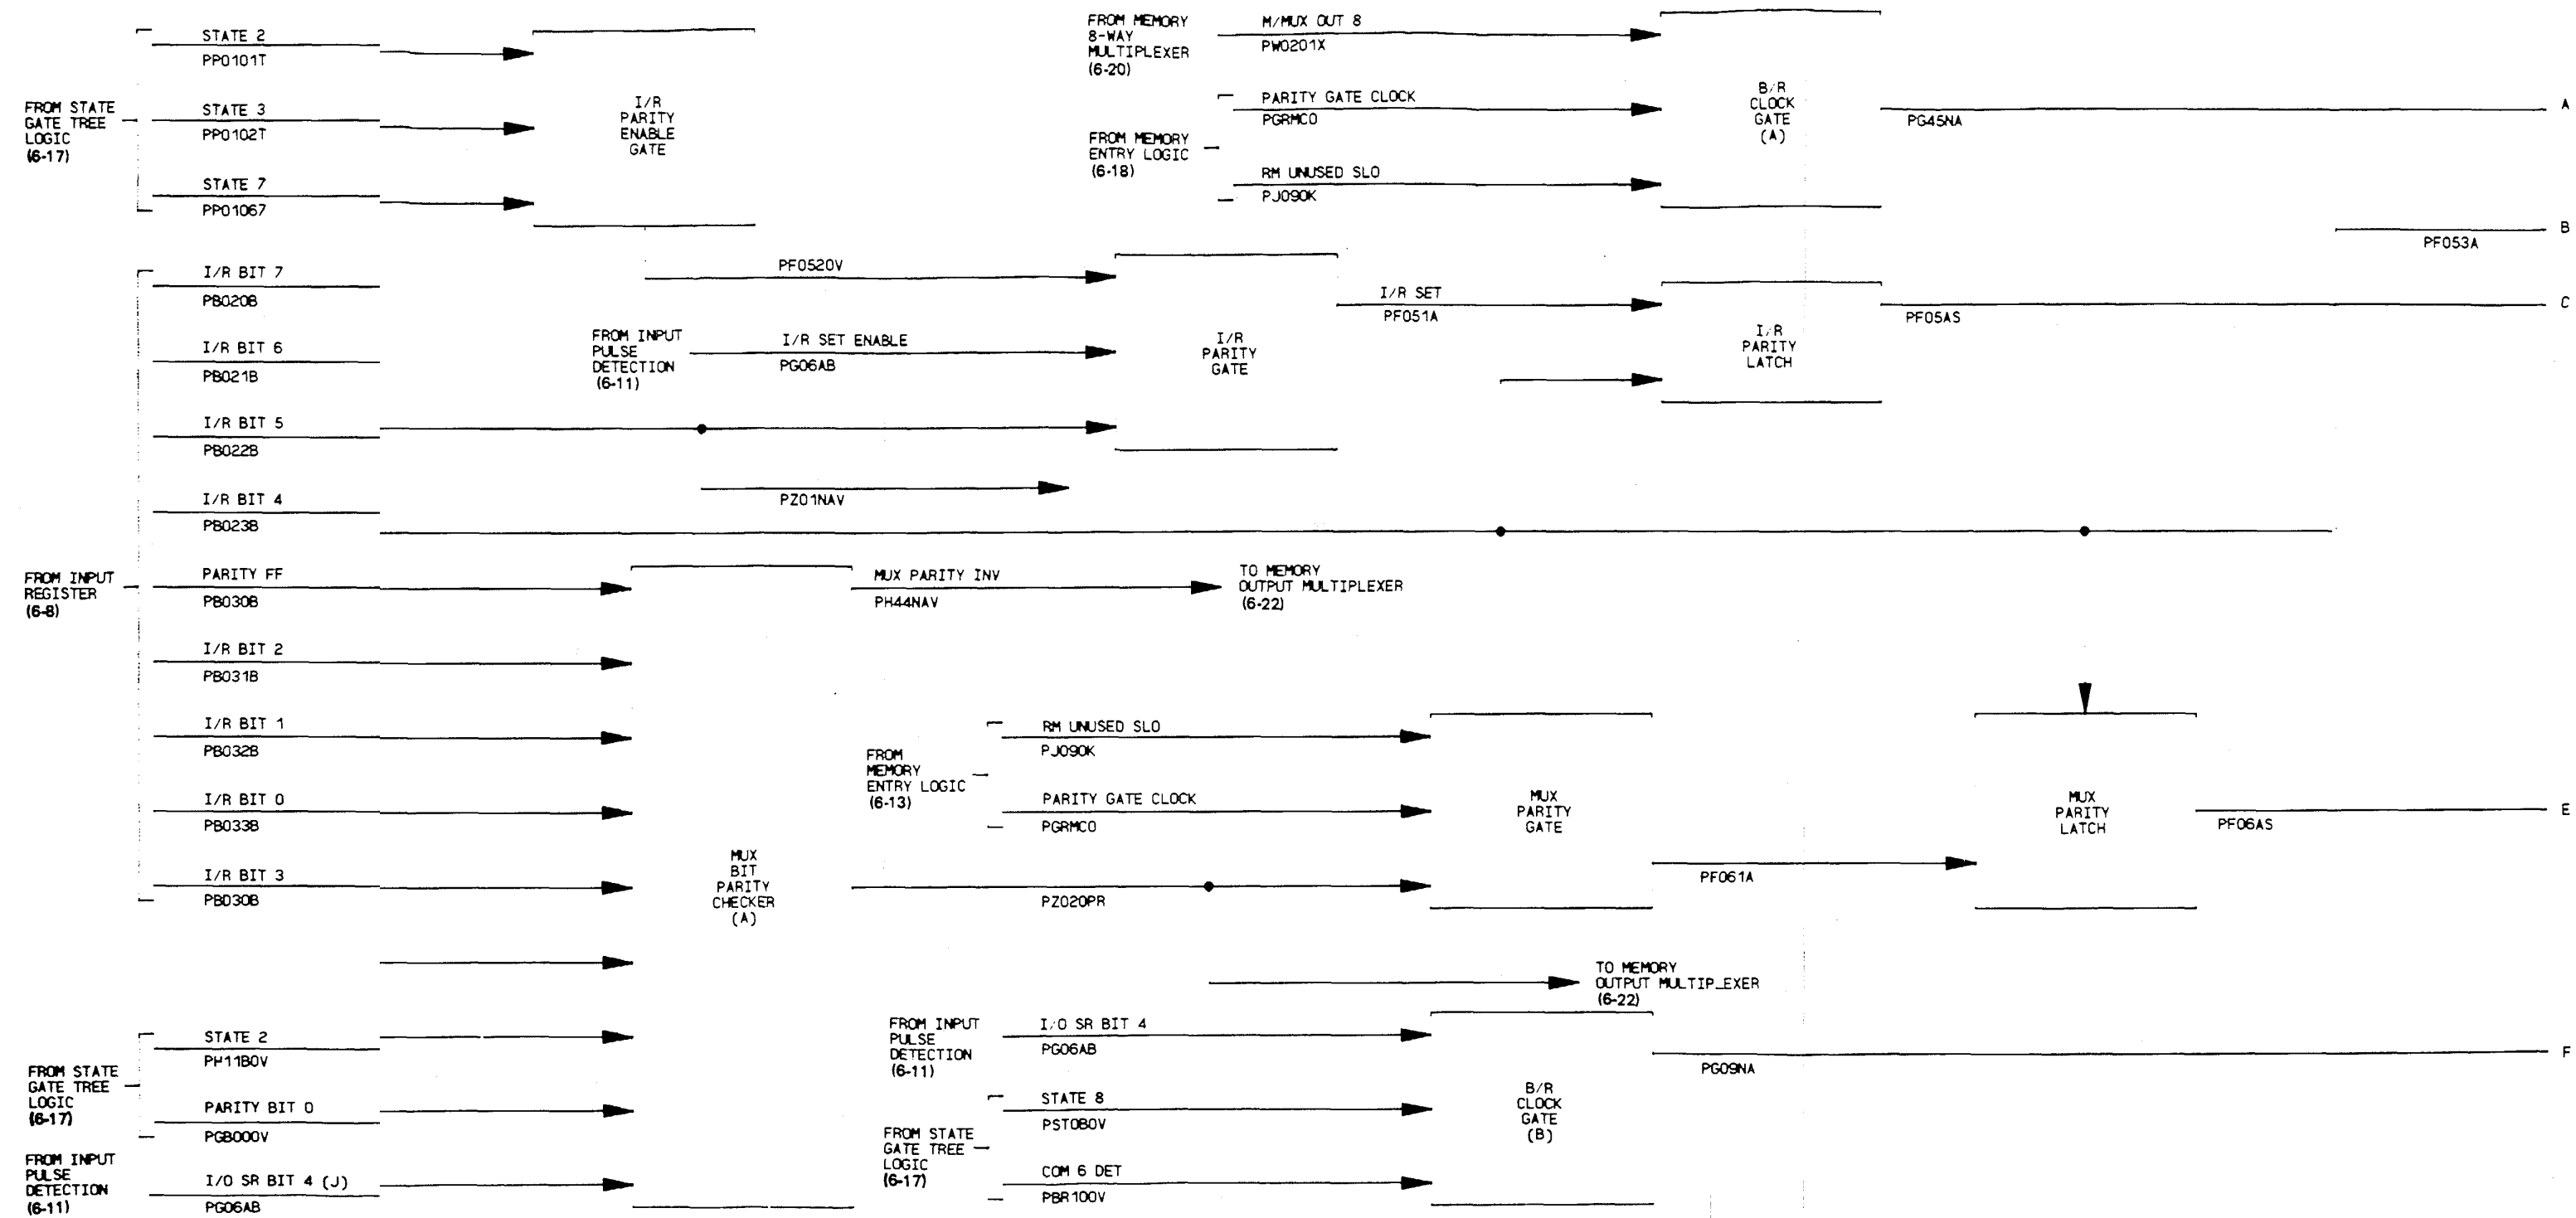 STATE 2
PP0101T
FROM STATE
GATE TREE
LOGIC
(6-17)
STATE 3
PP0102T
STATE 7
PP01067
I/R
PARITY
ENABLE
GATE
FROM MEMORY
8-WAY
MULTIPLEXER
(6-20)
M/MUX OUT 8
PW0201X
FROM MEMORY
ENTRY LOGIC
(6-18)
PARITY GATE CLOCK
PGRMCO
RM UNUSED SLO
PJ090K
B/R
CLOCK
GATE
(A)
PG45NA
A
PF053A
B
FROM INPUT
REGISTER
(6-8)
I/R BIT 7
PB020B
I/R BIT 6
PB021B
I/R BIT 5
PB022B
I/R BIT 4
PB023B
PARITY FF
PB030B
I/R BIT 2
PB031B
I/R BIT 1
PB032B
I/R BIT 0
PB033B
I/R BIT 3
PBD30B
PF0520V
FROM INPUT
PULSE
DETECTION
(6-11)
I/R SET ENABLE
PG06AB
I/R
PARITY
GATE
PZ01NAV
I/R SET
PF051A
I/R
PARITY
LATCH
PF05AS
C
MUX PARITY INV
PH44NAV
TO MEMORY
OUTPUT MULTIPLEXER
(6-22)
MUX
BIT
PARITY
CHECKER
(A)
FROM
MEMORY
ENTRY LOGIC
(6-13)
RM UNUSED SLO
PJ090K
PARITY GATE CLOCK
PGRMCO
PZ020PR
MUX
PARITY
GATE
PF061A
MUX
PARITY
LATCH
PF06AS
E
TO MEMORY
OUTPUT MULTIP_EXER
(6-22)
FROM STATE
GATE TREE
LOGIC
(6-17)
STATE 2
PH11B0V
PARITY BIT 0
PGB000V
FROM INPUT
PULSE
DETECTION
(6-11)
I/O SR BIT 4 (J)
PG06AB
FROM INPUT
PULSE
DETECTION
(6-11)
I/O SR BIT 4
PG06AB
FROM STATE
GATE TREE
LOGIC
(6-17)
STATE 8
PST0B0V
COM 6 DET
PBR100V
B/R
CLOCK
GATE
(B)
PG09NA
F